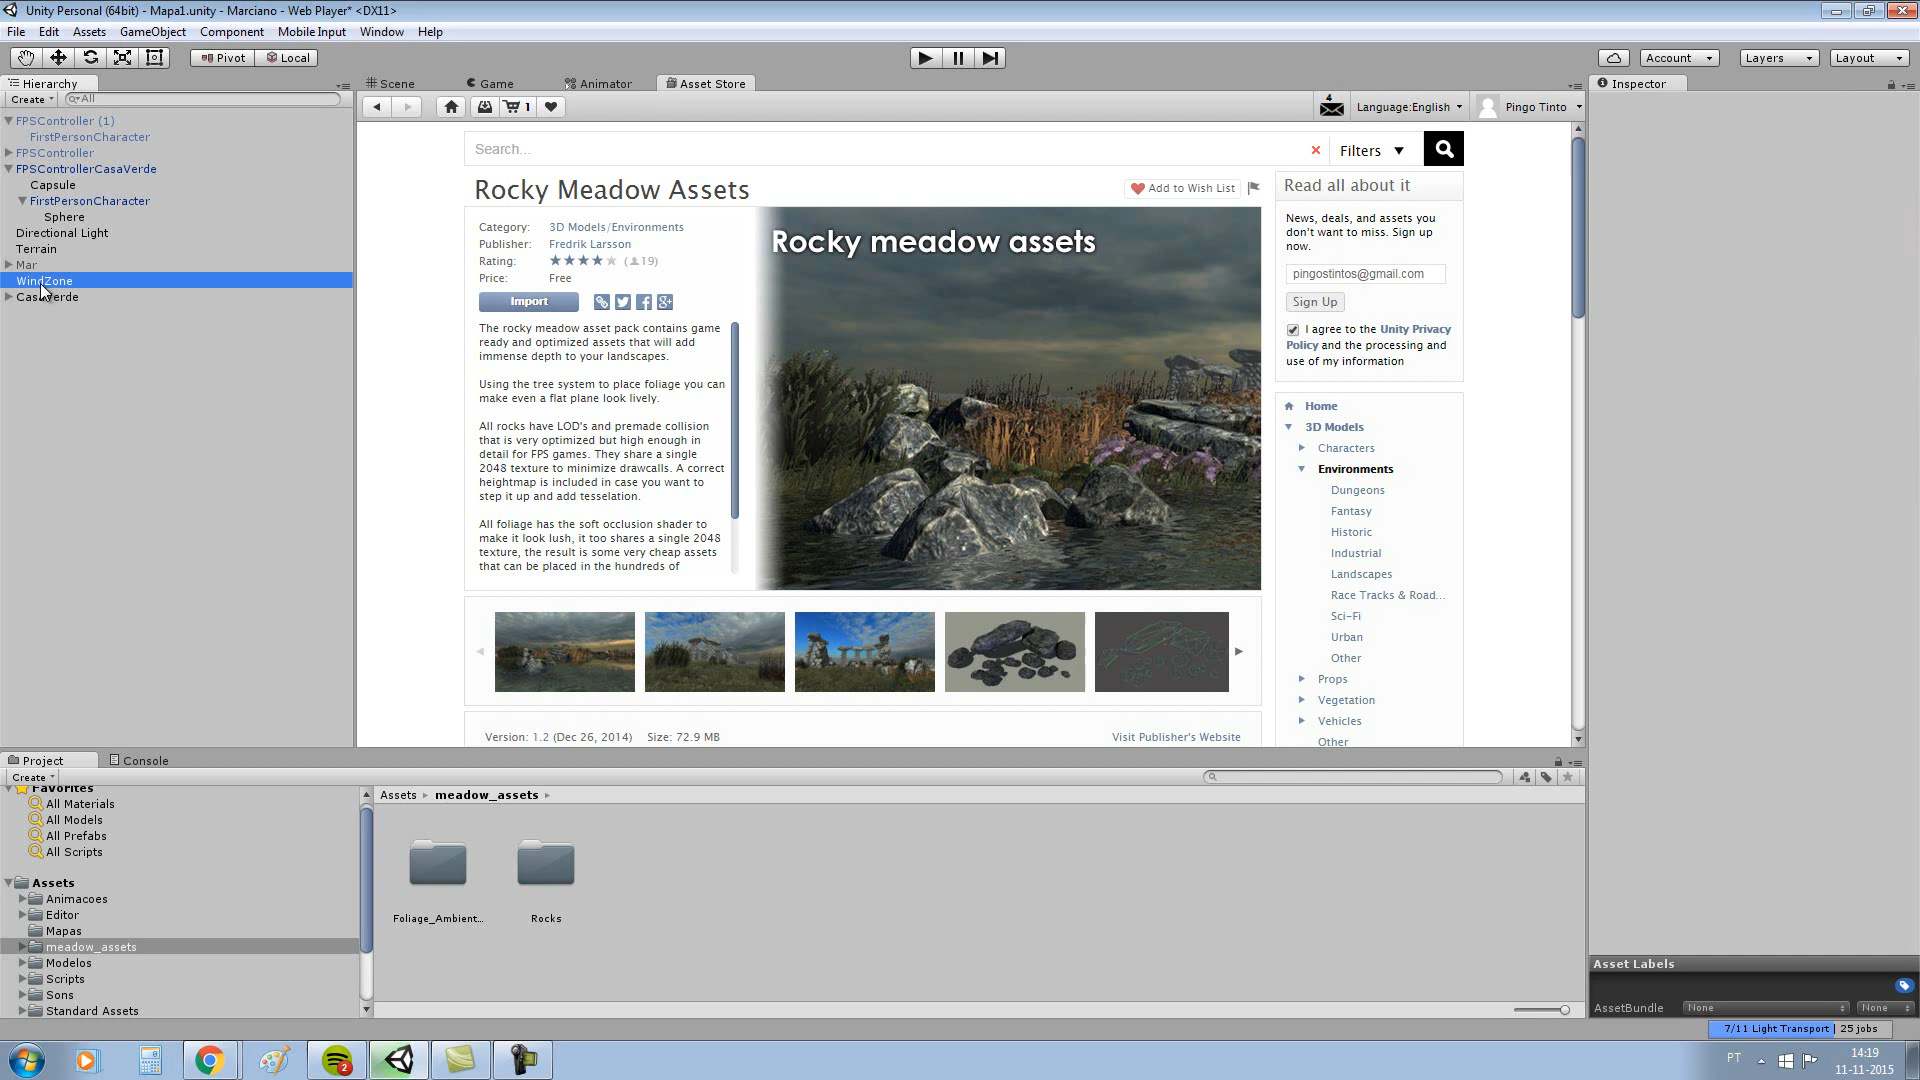 Unity Personal (64bit) - Mapa1.unity - Marciano - Web Player* <DX11>
File Edit Assets GameObject Component Mobile Input Window Help
Pivot Local Account Layers Layout
Hierarchy
Create All
FPSController (1)
FirstPersonCharacter
FPSController
FPSControllerCasaVerde
Capsule
FirstPersonCharacter
Sphere
Directional Light
Terrain
Mar
WindZone
Scene Game Animator Asset Store
1
4
Language:English
Pingo Tinto
Search...
Filters
Rocky Meadow Assets
Add to Wish List
Category: 3D Models/Environments
Publisher: Fredrik Larsson
Rating: (19)
Price: Free
Import
The rocky meadow asset pack contains game
ready and optimized assets that will add
immense depth to your landscapes.
Using the tree system to place foliage you can
make even a flat plane look lively.
All rocks have LOD's and premade collision
that is very optimized but high enough in
detail for FPS games. They share a single
2048 texture to minimize drawcalls. A correct
heightmap is included in case you want to
step it up and add tesselation.
All foliage has the soft occlusion shader to
make it look lush, it too shares a single 2048
texture, the result is some very cheap assets
that can be placed in the hundreds of
Rocky meadow assets
Version: 1.2 (Dec 26, 2014) Size: 72.9 MB
Visit Publisher's Website
Read all about it
News, deals, and assets you
don't want to miss. Sign up
now.
pingostintos@gmail.com
Sign Up
I agree to the Unity Privacy
Policy and the processing and
use of my information
Home
3D Models
Characters
Environments
Dungeons
Fantasy
Historic
Industrial
Landscapes
Race Tracks & Road...
Sci-Fi
Urban
Other
Props
Vegetation
Vehicles
Other
Inspector
Project Console
Create
Favorites
All Materials
All Models
All Prefabs
All Scripts
Assets
Animacoes
Editor
Mapas
meadow_assets
Modelos
Scripts
Sons
Standard Assets
Assets meadow_assets
Foliage_Ambient...
Rocks
Asset Labels
AssetBundle None None
7/11 Light Transport | 25 jobs
2
PT
14:19
11-11-2015